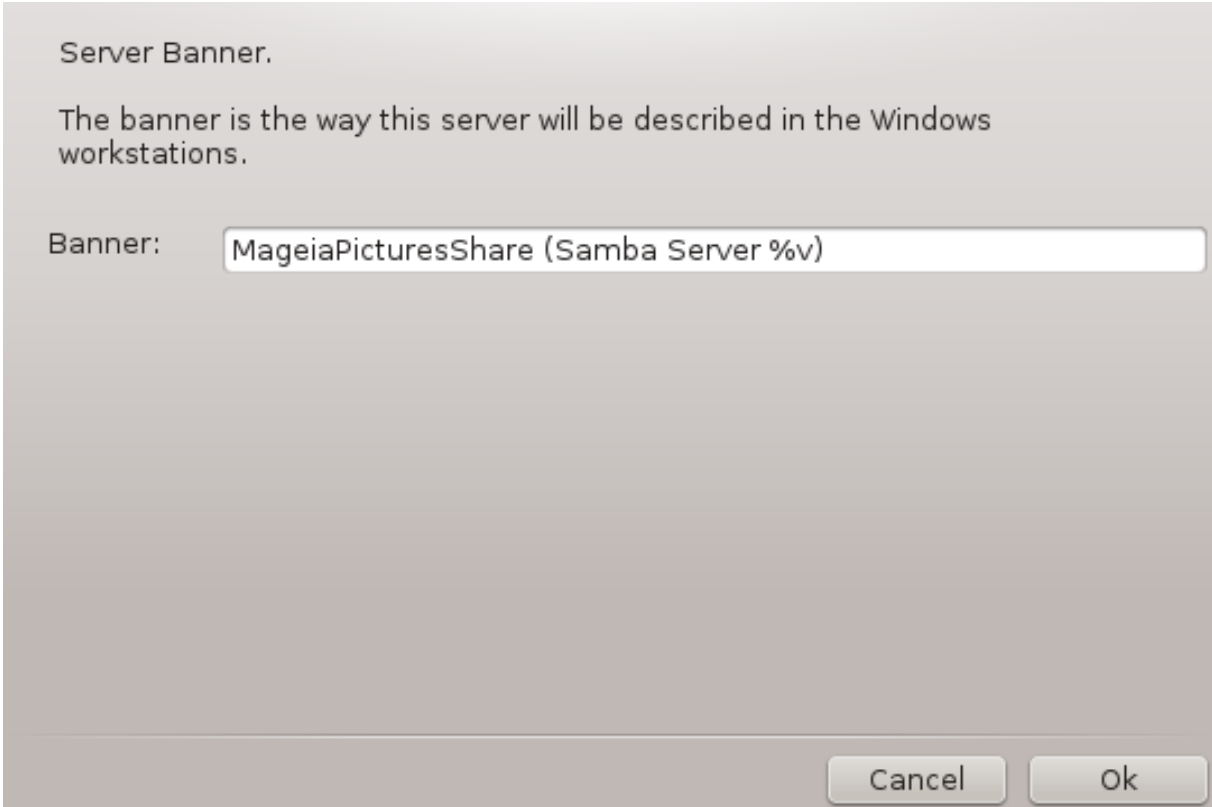 Server Banner.
The banner is the way this server will be described in the Windows
workstations.
Banner: MageiaPicturesShare (Samba Server %v)
Cancel Ok